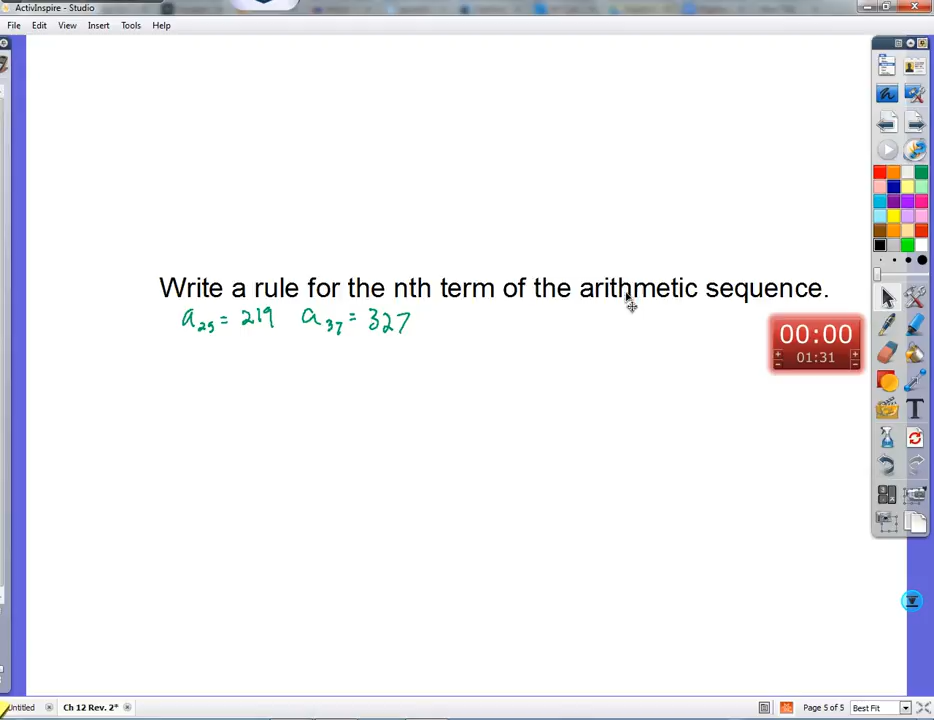 ActivInspire - Studio
File Edit View Insert Tools Help
Write a rule for the nth term of the arithmetic sequence.
a₂₅ = 219 a₃₇ = 327
00:00
01:31
T
Untitled Ch 12 Rev. 2* Page 5 of 5 Best Fit